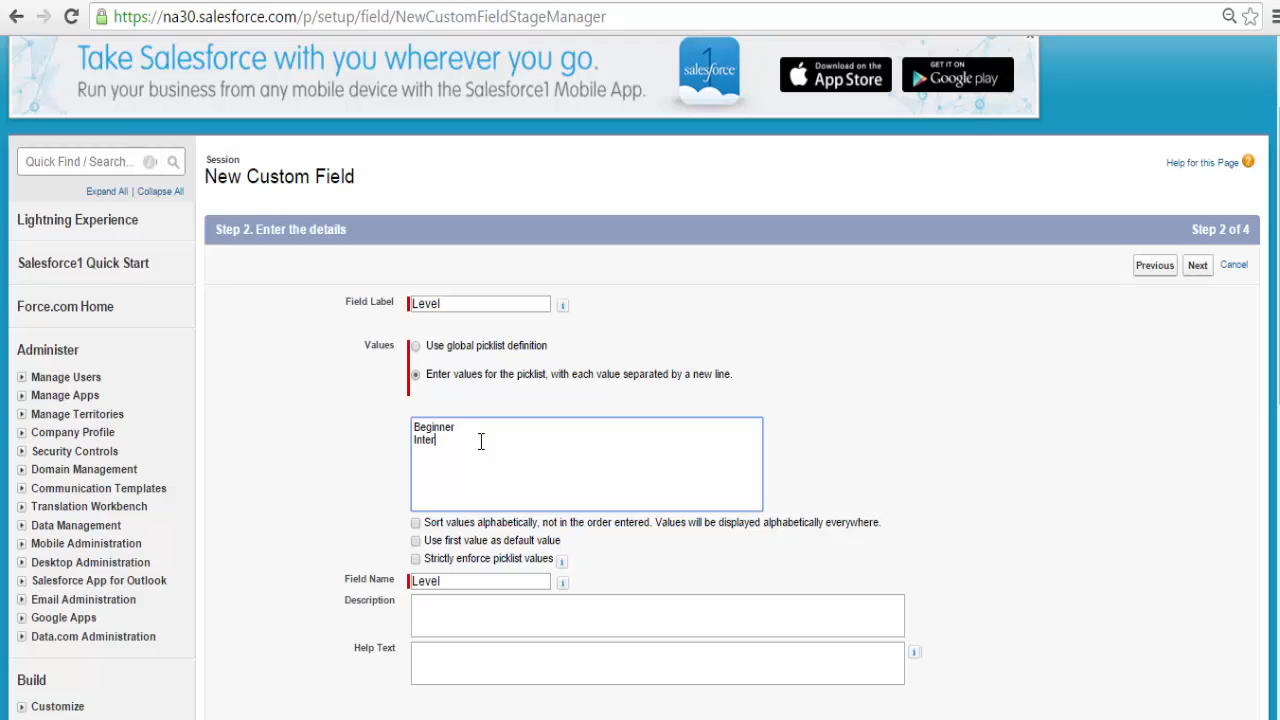 https://na30.salesforce.com/p/setup/field/NewCustomFieldStageManager
Take Salesforce with you wherever you go.
Run your business from any mobile device with the Salesforce1 Mobile App.
1
salesforce
Download on the
App Store
GET IT ON
Google play
Quick Find / Search...
Expand All | Collapse All
Lightning Experience
Salesforce1 Quick Start
Force.com Home
Administer
Manage Users
Manage Apps
Manage Territories
Company Profile
Security Controls
Domain Management
Communication Templates
Translation Workbench
Data Management
Mobile Administration
Desktop Administration
Salesforce App for Outlook
Email Administration
Google Apps
Data.com Administration
Build
Customize
Session
New Custom Field
Help for this Page
Step 2. Enter the details
Step 2 of 4
Previous
Next
Cancel
Field Label
Level
Values
Use global picklist definition
Enter values for the picklist, with each value separated by a new line.
Beginner
Inter
Sort values alphabetically, not in the order entered. Values will be displayed alphabetically everywhere.
Use first value as default value
Strictly enforce picklist values
Field Name
Level
Description
Help Text